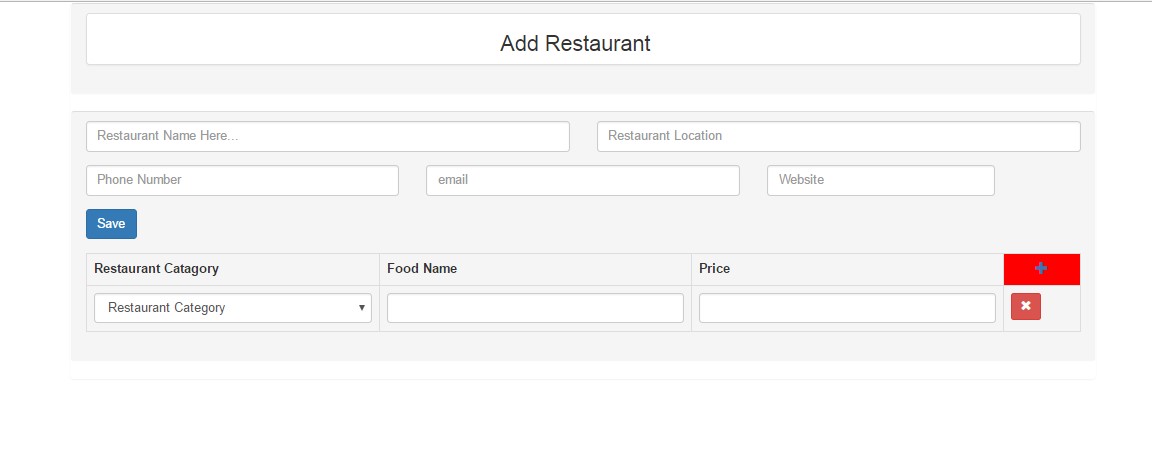 Add Restaurant
Restaurant Name Here... Restaurant Location
Phone Number email Website
Save
Restaurant Catagory Food Name Price
Restaurant Category